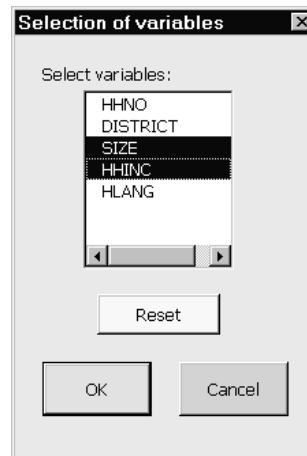 Selection of variables
Select variables:
HHNO
DISTRICT
SIZE
HHINC
HLANG
Reset
OK
Cancel